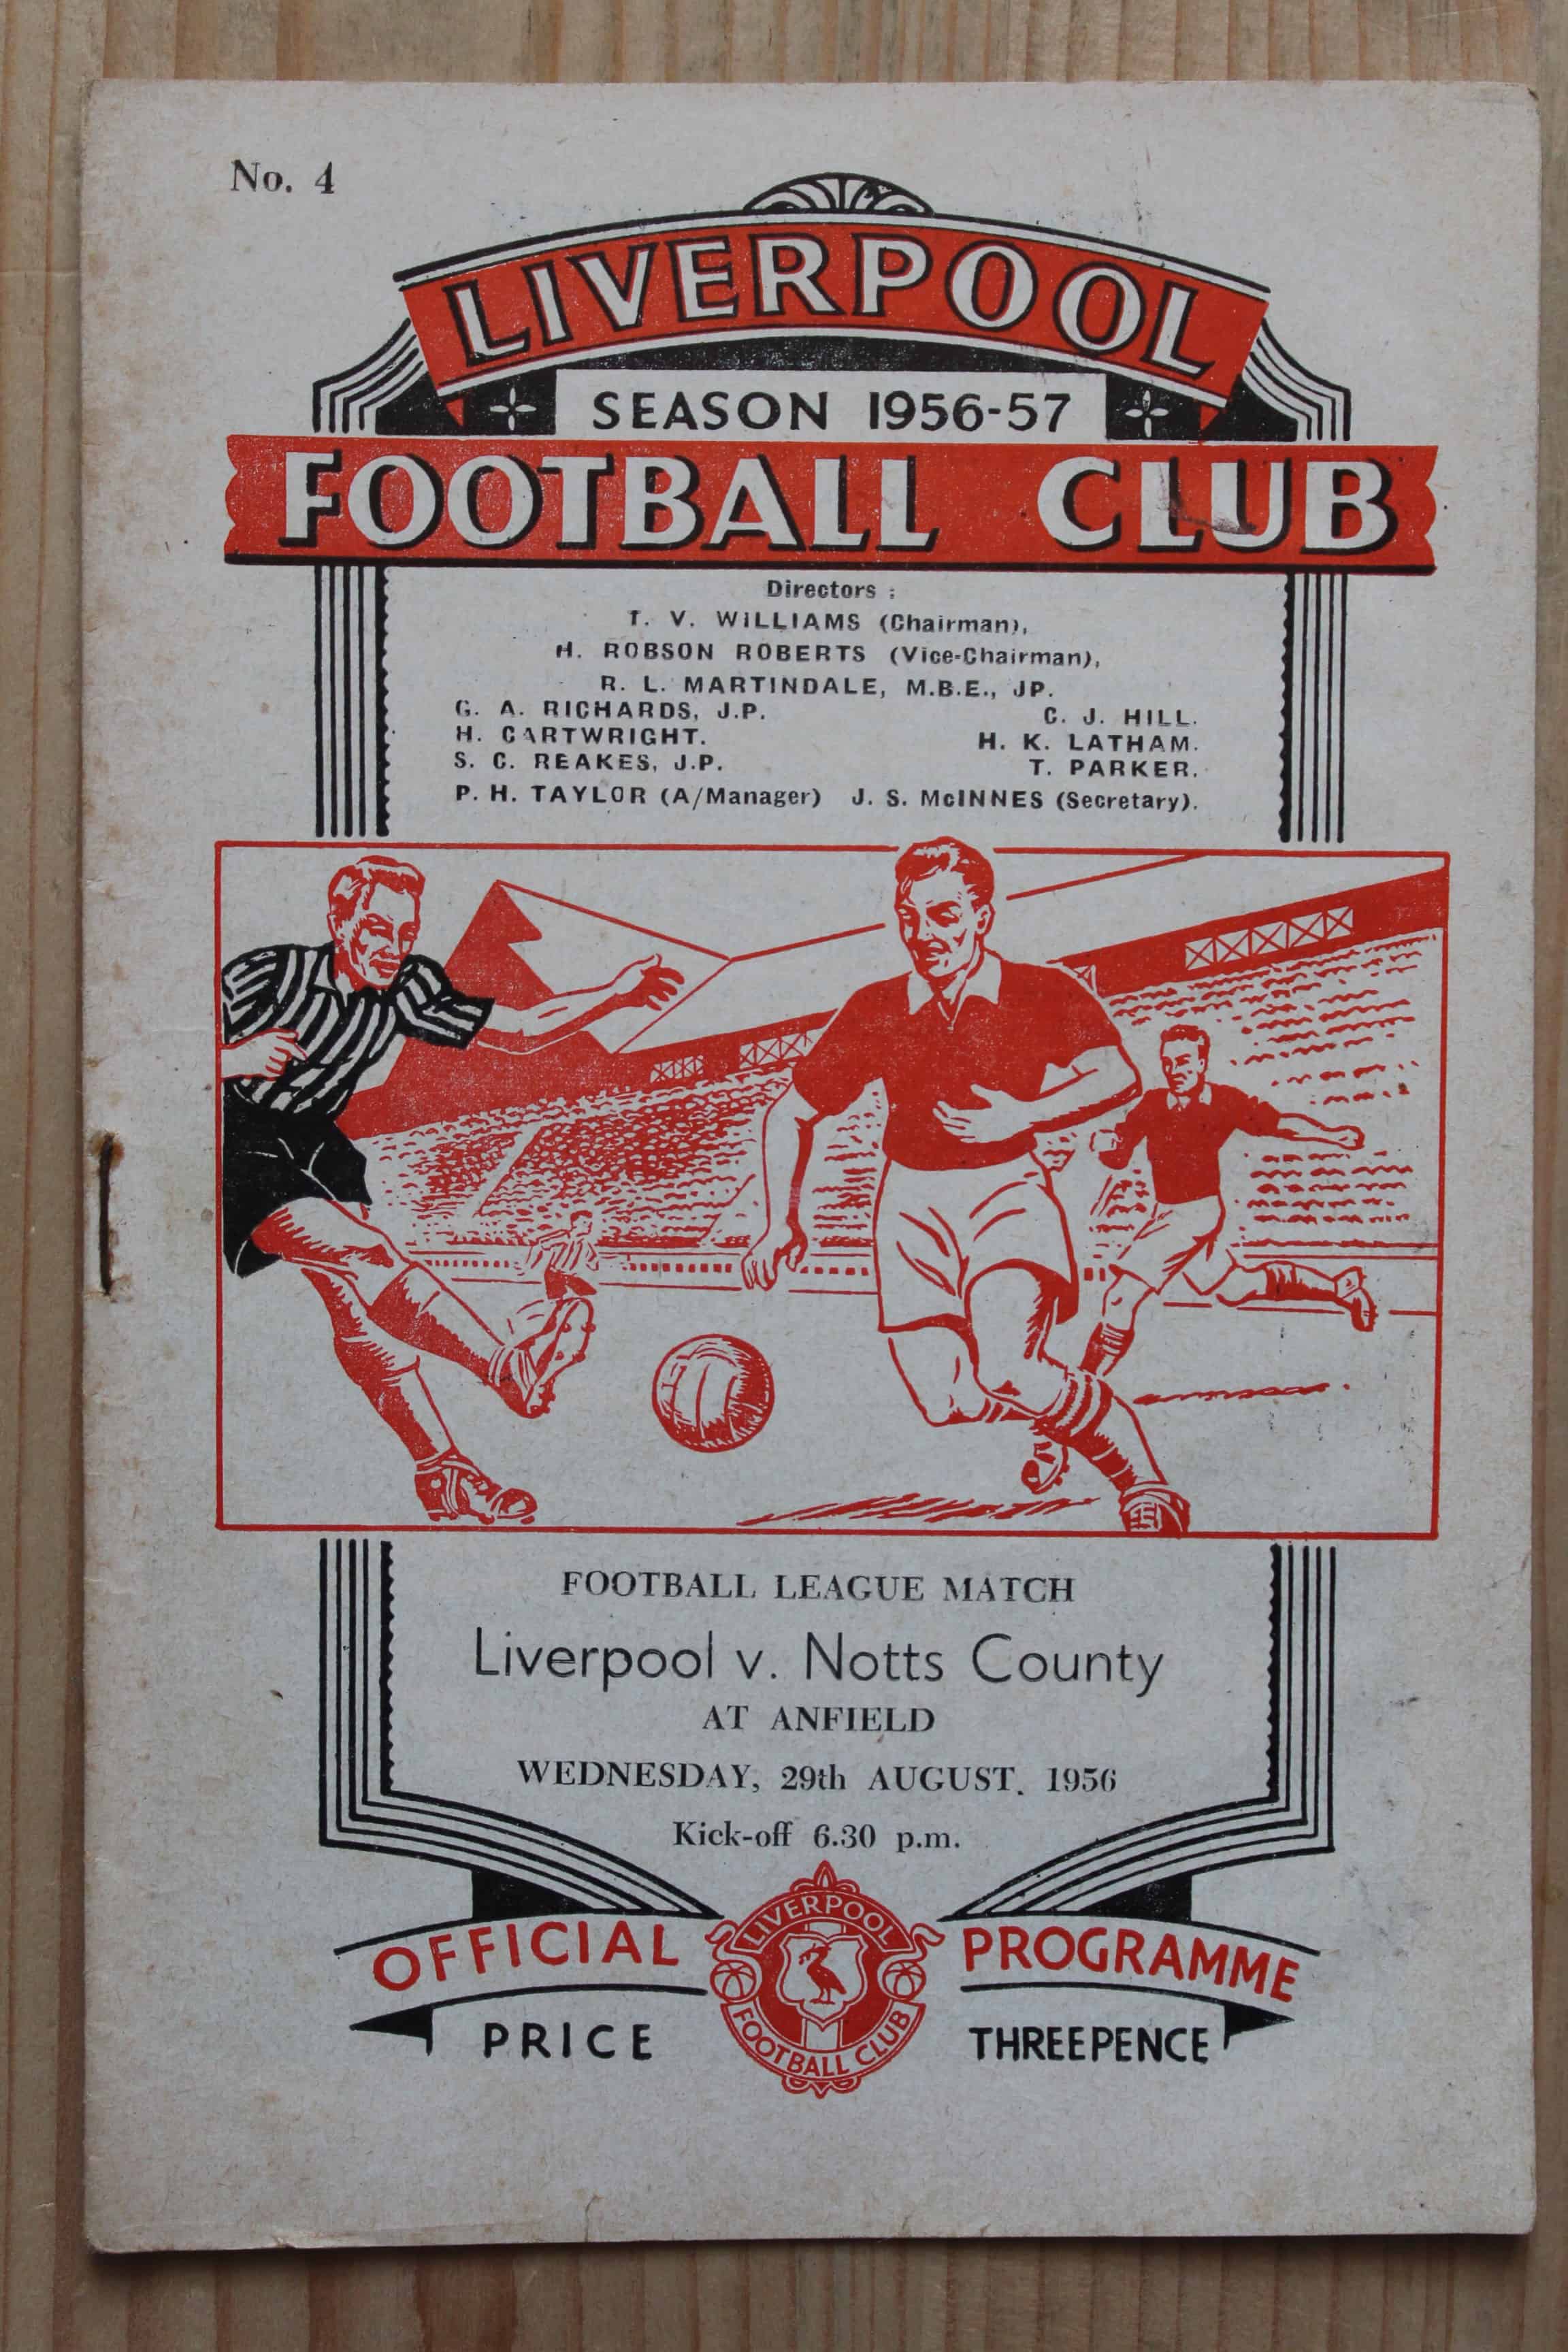 No. 4
LIVERPOOL
SEASON 1956-57
FOOTBALL CLUB
Directors :
T. V. WILLIAMS (Chairman),
H. ROBSON ROBERTS (Vice-Chairman),
R. L. MARTINDALE, M.B.E., JP.
G. A. RICHARDS, J.P. C. J. HILL.
H. CARTWRIGHT. H. K. LATHAM.
S. C. REAKES, J.P. T. PARKER.
P. H. TAYLOR (A/Manager) J. S. McINNES (Secretary).
FOOTBALL LEAGUE MATCH
Liverpool v. Notts County
AT ANFIELD
WEDNESDAY, 29th AUGUST. 1956
Kick-off 6.30 p.m.
OFFICIAL PROGRAMME
LIVERPOOL
FOOTBALL CLUB
PRICE THREEPENCE